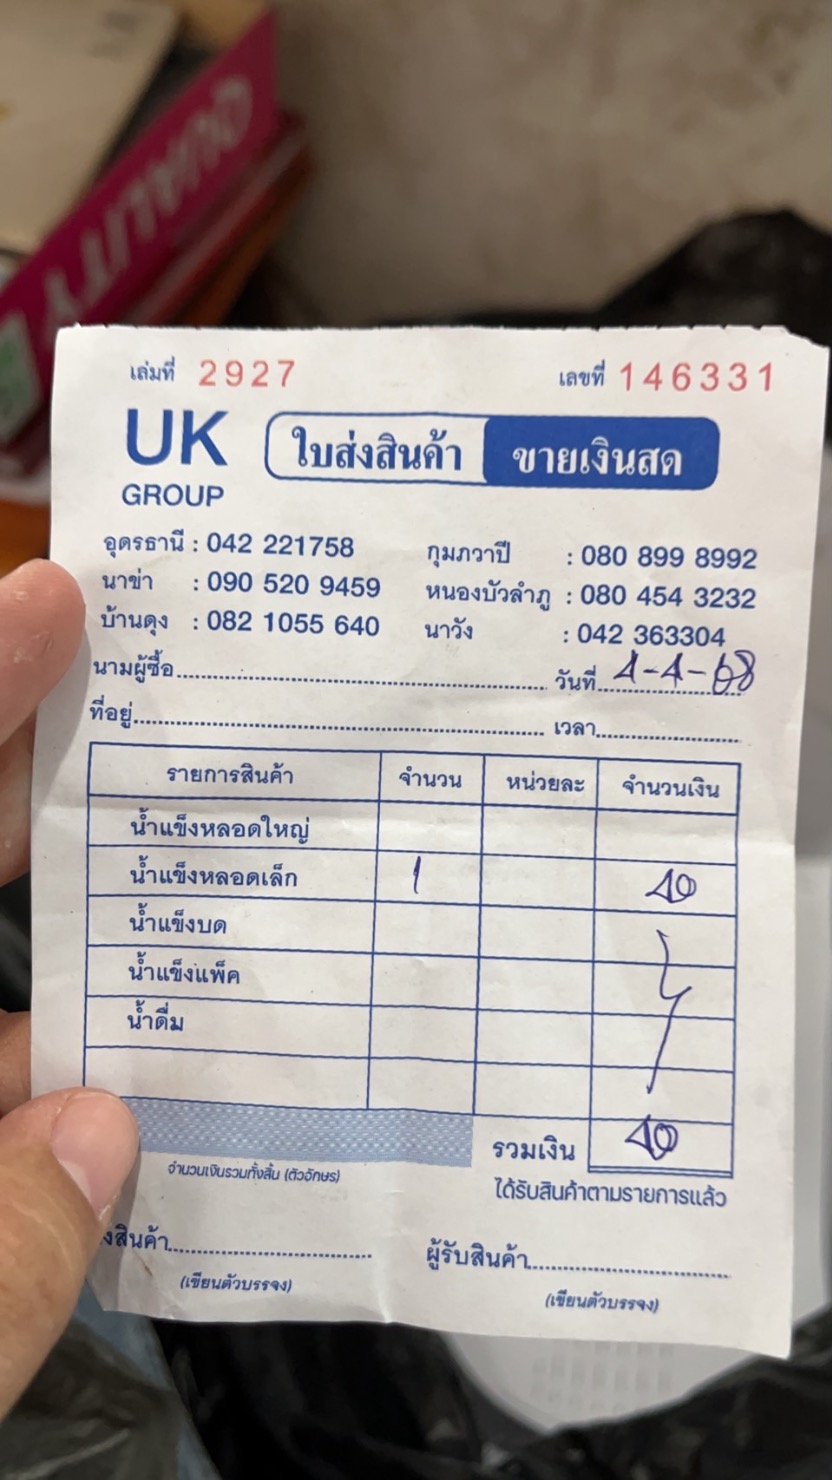 QUALITY
เล่มที่ 2927 เลขที่ 146331
UK
GROUP
ใบส่งสินค้า ขายเงินสด
อุดรธานี : 042 221758 กุมภวาปี : 080 899 8992
นาข่า : 090 520 9459 หนองบัวลำภู : 080 454 3232
บ้านดุง : 082 1055 640 นาวัง : 042 363304
นามผู้ซื้อ วันที่ 4-4-68
ที่อยู่ เวลา
รายการสินค้า จำนวน หน่วยละ จำนวนเงิน
น้ำแข็งหลอดใหญ่
น้ำแข็งหลอดเล็ก 1 40
น้ำแข็งบด
น้ำแข็งแพ็ค
น้ำดื่ม
รวมเงิน 40
จำนวนเงินรวมทั้งสิ้น (ตัวอักษร)
ได้รับสินค้าตามรายการแล้ว
งสินค้า ผู้รับสินค้า
(เขียนตัวบรรจง) (เขียนตัวบรรจง)